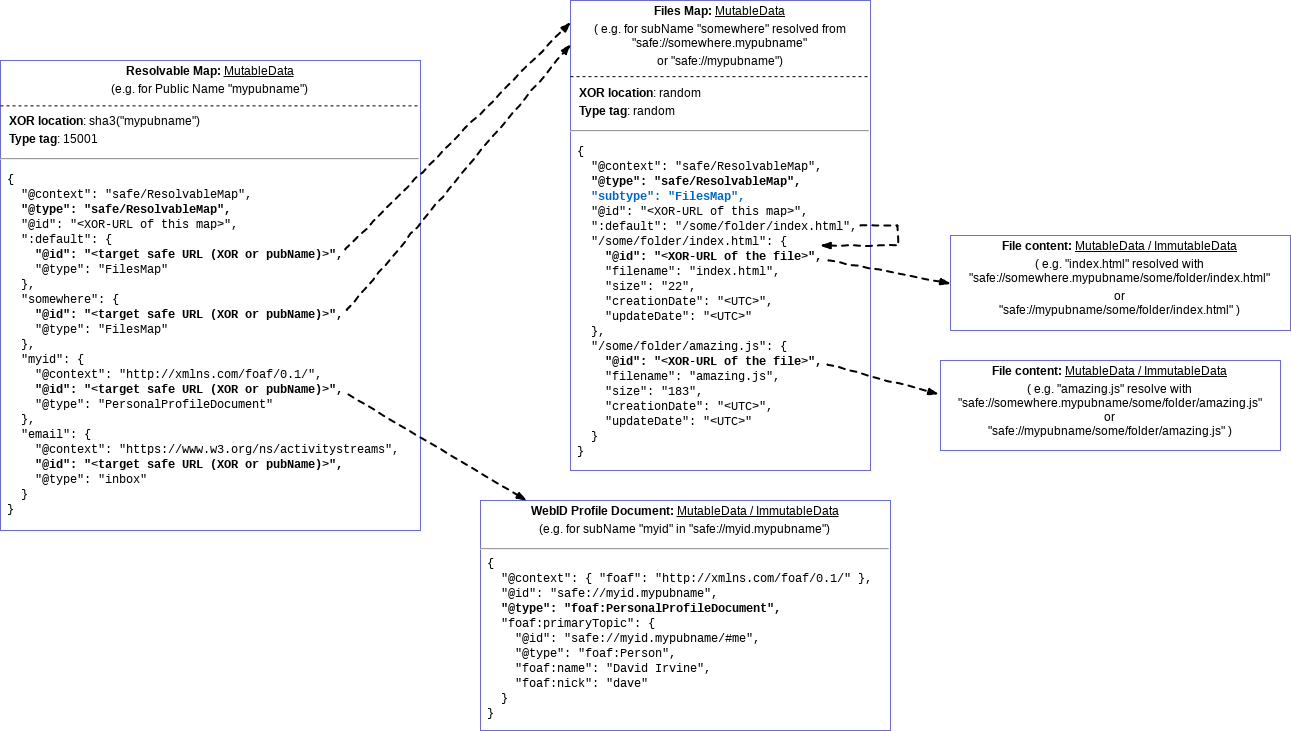 Resolvable Map: MutableData
(e.g. for Public Name "mypubname")
XOR location: sha3("mypubname")
Type tag: 15001
{
"@context": "safe/ResolvableMap",
"@type": "safe/ResolvableMap",
"@id": "<XOR-URL of this map>",
":default": {
"@id": "<target safe URL (XOR or pubName)>",
"@type": "FilesMap"
},
"somewhere": {
"@id": "<target safe URL (XOR or pubName)>",
"@type": "FilesMap"
},
"myid": {
"@context": "http://xmlns.com/foaf/0.1/",
"@id": "<target safe URL (XOR or pubName)>",
"@type": "PersonalProfileDocument"
},
"email": {
"@context": "https://www.w3.org/ns/activitystreams",
"@id": "<target safe URL (XOR or pubName)>",
"@type": "inbox"
}
}
Files Map: MutableData
( e.g. for subName "somewhere" resolved from
"safe://somewhere.mypubname"
or "safe://mypubname")
XOR location: random
Type tag: random
{
"@context": "safe/ResolvableMap",
"@type": "safe/ResolvableMap",
"subtype": "FilesMap",
"@id": "<XOR-URL of this map>",
":default": "/some/folder/index.html",
"/some/folder/index.html": {
"@id": "<XOR-URL of the file>",
"filename": "index.html",
"size": "22",
"creationDate": "<UTC>",
"updateDate": "<UTC>"
},
"/some/folder/amazing.js": {
"@id": "<XOR-URL of the file>",
"filename": "amazing.js",
"size": "183",
"creationDate": "<UTC>",
"updateDate": "<UTC>"
}
}
File content: MutableData / ImmutableData
( e.g. "index.html" resolved with
"safe://somewhere.mypubname/some/folder/index.html"
or
"safe://mypubname/some/folder/index.html" )
File content: MutableData / ImmutableData
( e.g. "amazing.js" resolve with
"safe://somewhere.mypubname/some/folder/amazing.js"
or
"safe://mypubname/some/folder/amazing.js" )
WebID Profile Document: MutableData / ImmutableData
(e.g. for subName "myid" in "safe://myid.mypubname")
{
"@context": { "foaf": "http://xmlns.com/foaf/0.1/" },
"@id": "safe://myid.mypubname",
"@type": "foaf:PersonalProfileDocument",
"foaf:primaryTopic": {
"@id": "safe://myid.mypubname/#me",
"@type": "foaf:Person",
"foaf:name": "David Irvine",
"foaf:nick": "dave"
}
}